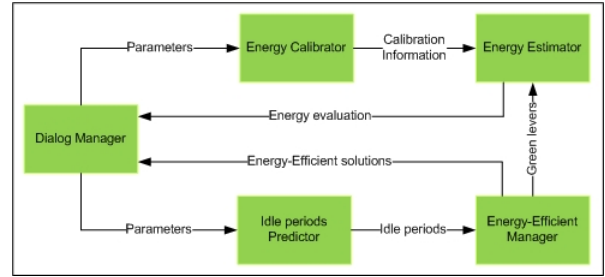 Parameters
Energy Calibrator
Calibration
Information
Energy Estimator
Energy evaluation
Dialog Manager
Energy-Efficient solutions
Green levers
Parameters
Idle periods
Predictor
Idle periods
Energy-Efficient
Manager